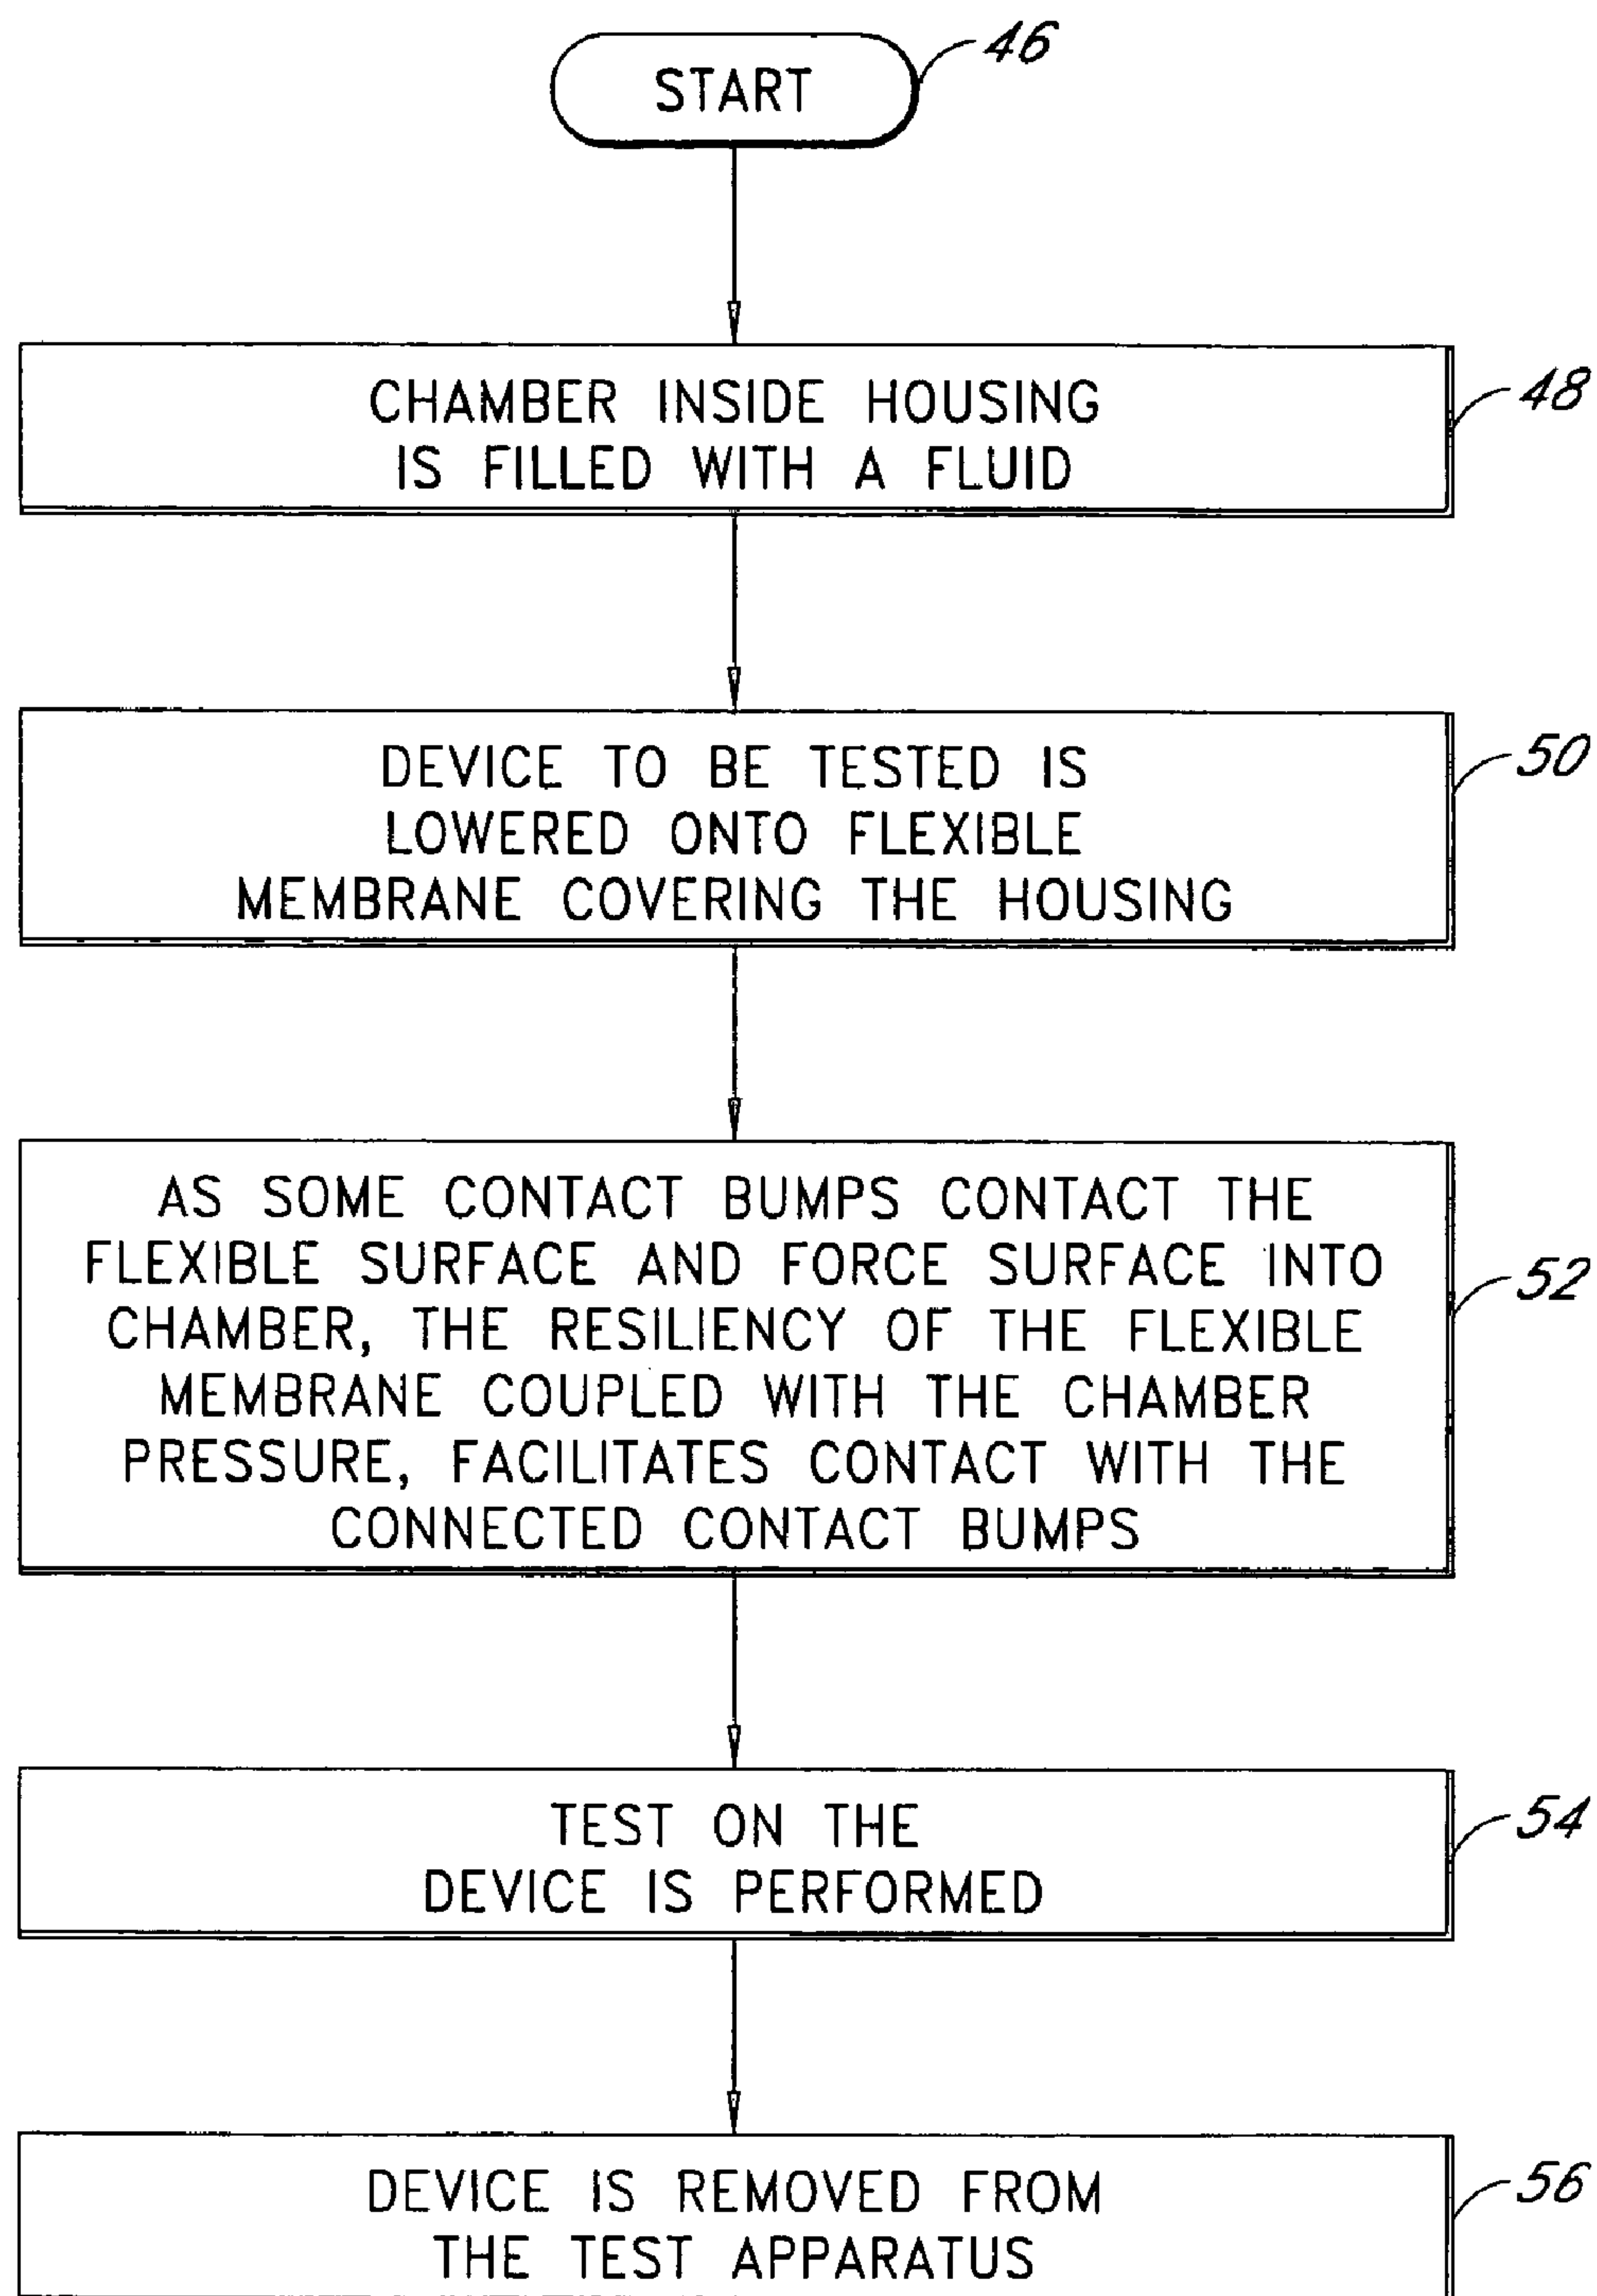 START
46
CHAMBER INSIDE HOUSING
IS FILLED WITH A FLUID
48
DEVICE TO BE TESTED IS
LOWERED ONTO FLEXIBLE
MEMBRANE COVERING THE HOUSING
50
AS SOME CONTACT BUMPS CONTACT THE
FLEXIBLE SURFACE AND FORCE SURFACE INTO
CHAMBER, THE RESILIENCY OF THE FLEXIBLE
MEMBRANE COUPLED WITH THE CHAMBER
PRESSURE, FACILITATES CONTACT WITH THE
CONNECTED CONTACT BUMPS
52
TEST ON THE
DEVICE IS PERFORMED
54
DEVICE IS REMOVED FROM
THE TEST APPARATUS
56